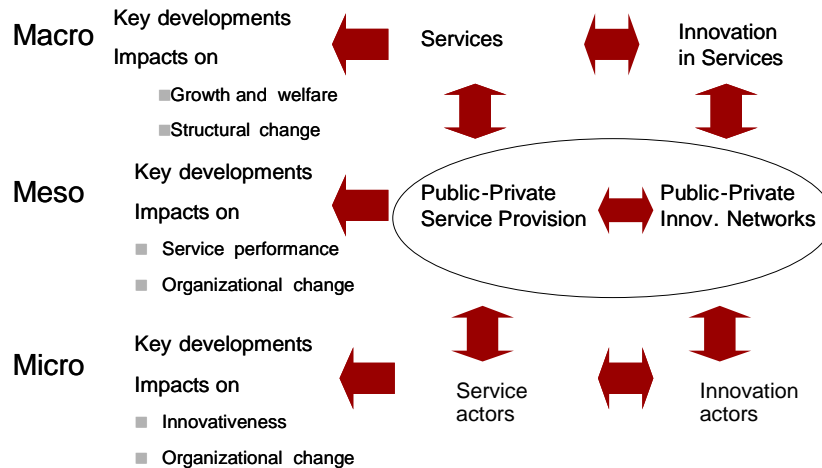 Macro
Key developments
Impacts on
Growth and welfare
Structural change
Services
Innovation
in Services
Meso
Key developments
Impacts on
Service performance
Organizational change
Public-Private
Service Provision
Public-Private
Innov. Networks
Micro
Key developments
Impacts on
Innovativeness
Organizational change
Service
actors
Innovation
actors